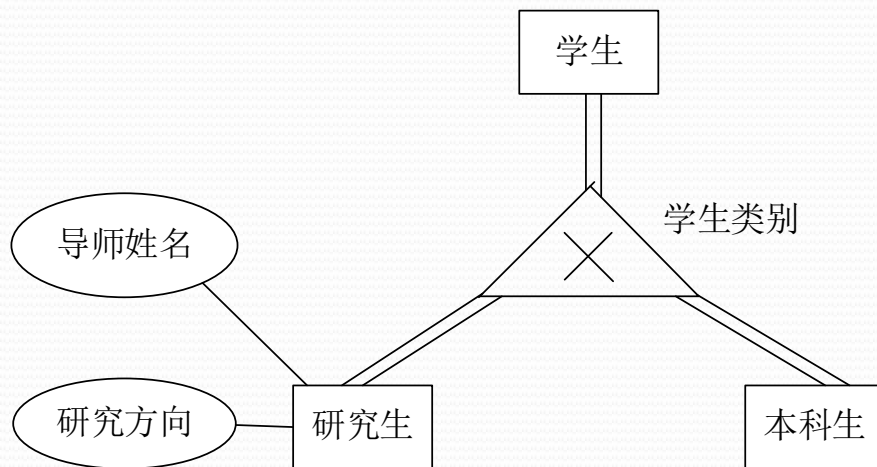 学生
学生类别
导师姓名
研究方向
研究生
本科生